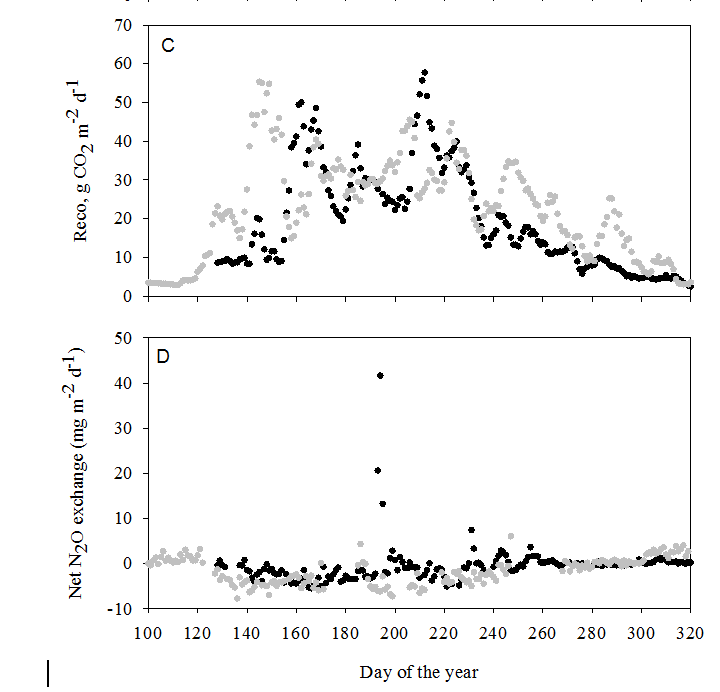 70
C
60
50
40
30
20
10
0
Reco, g CO2 m-2 d-1
50
D
40
30
20
10
0
-10
Net N2O exchange (mg m-2 d-1)
100 120 140 160 180 200 220 240 260 280 300 320
Day of the year